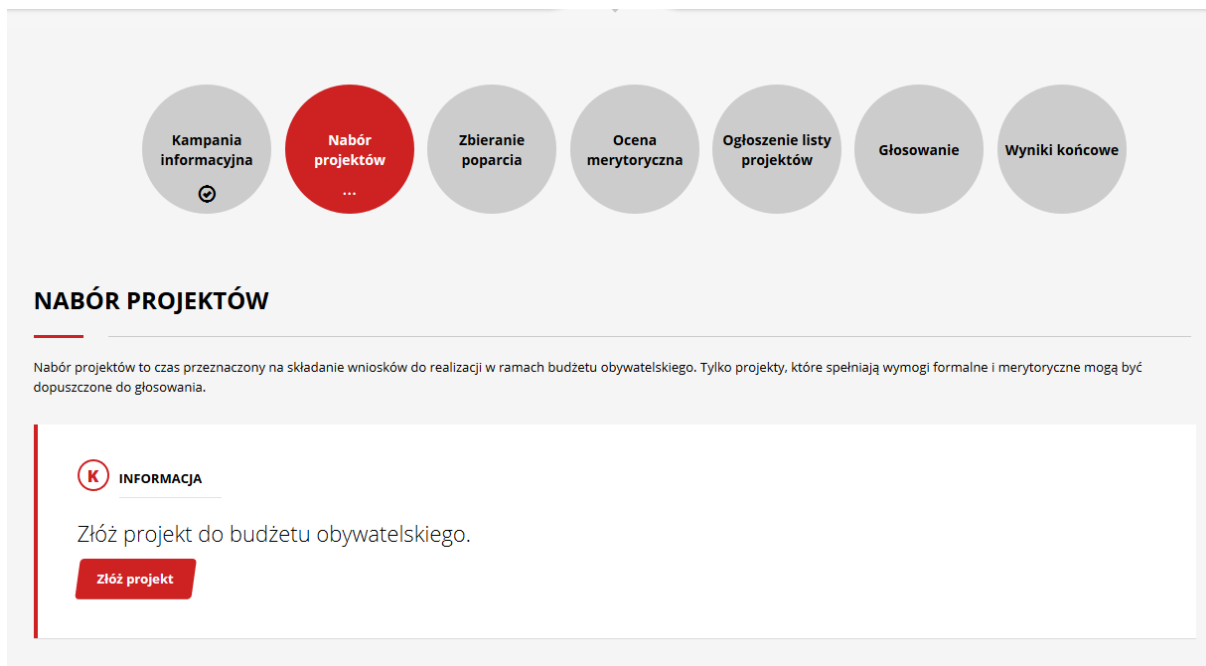 Kampania
informacyjna
Nabór
projektów
...
Zbieranie
poparcia
Ocena
merytoryczna
Ogłoszenie listy
projektów
Głosowanie
Wyniki końcowe
NABÓR PROJEKTÓW
Nabór projektów to czas przeznaczony na składanie wniosków do realizacji w ramach budżetu obywatelskiego. Tylko projekty, które spełniają wymogi formalne i merytoryczne mogą być
dopuszczone do głosowania.
K INFORMACJA
Złóż projekt do budżetu obywatelskiego.
Złóż projekt